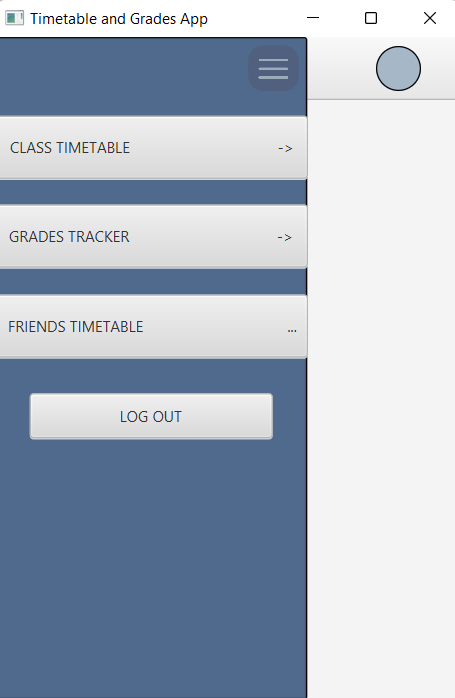 Timetable and Grades App
CLASS TIMETABLE ->
GRADES TRACKER ->
FRIENDS TIMETABLE ...
LOG OUT